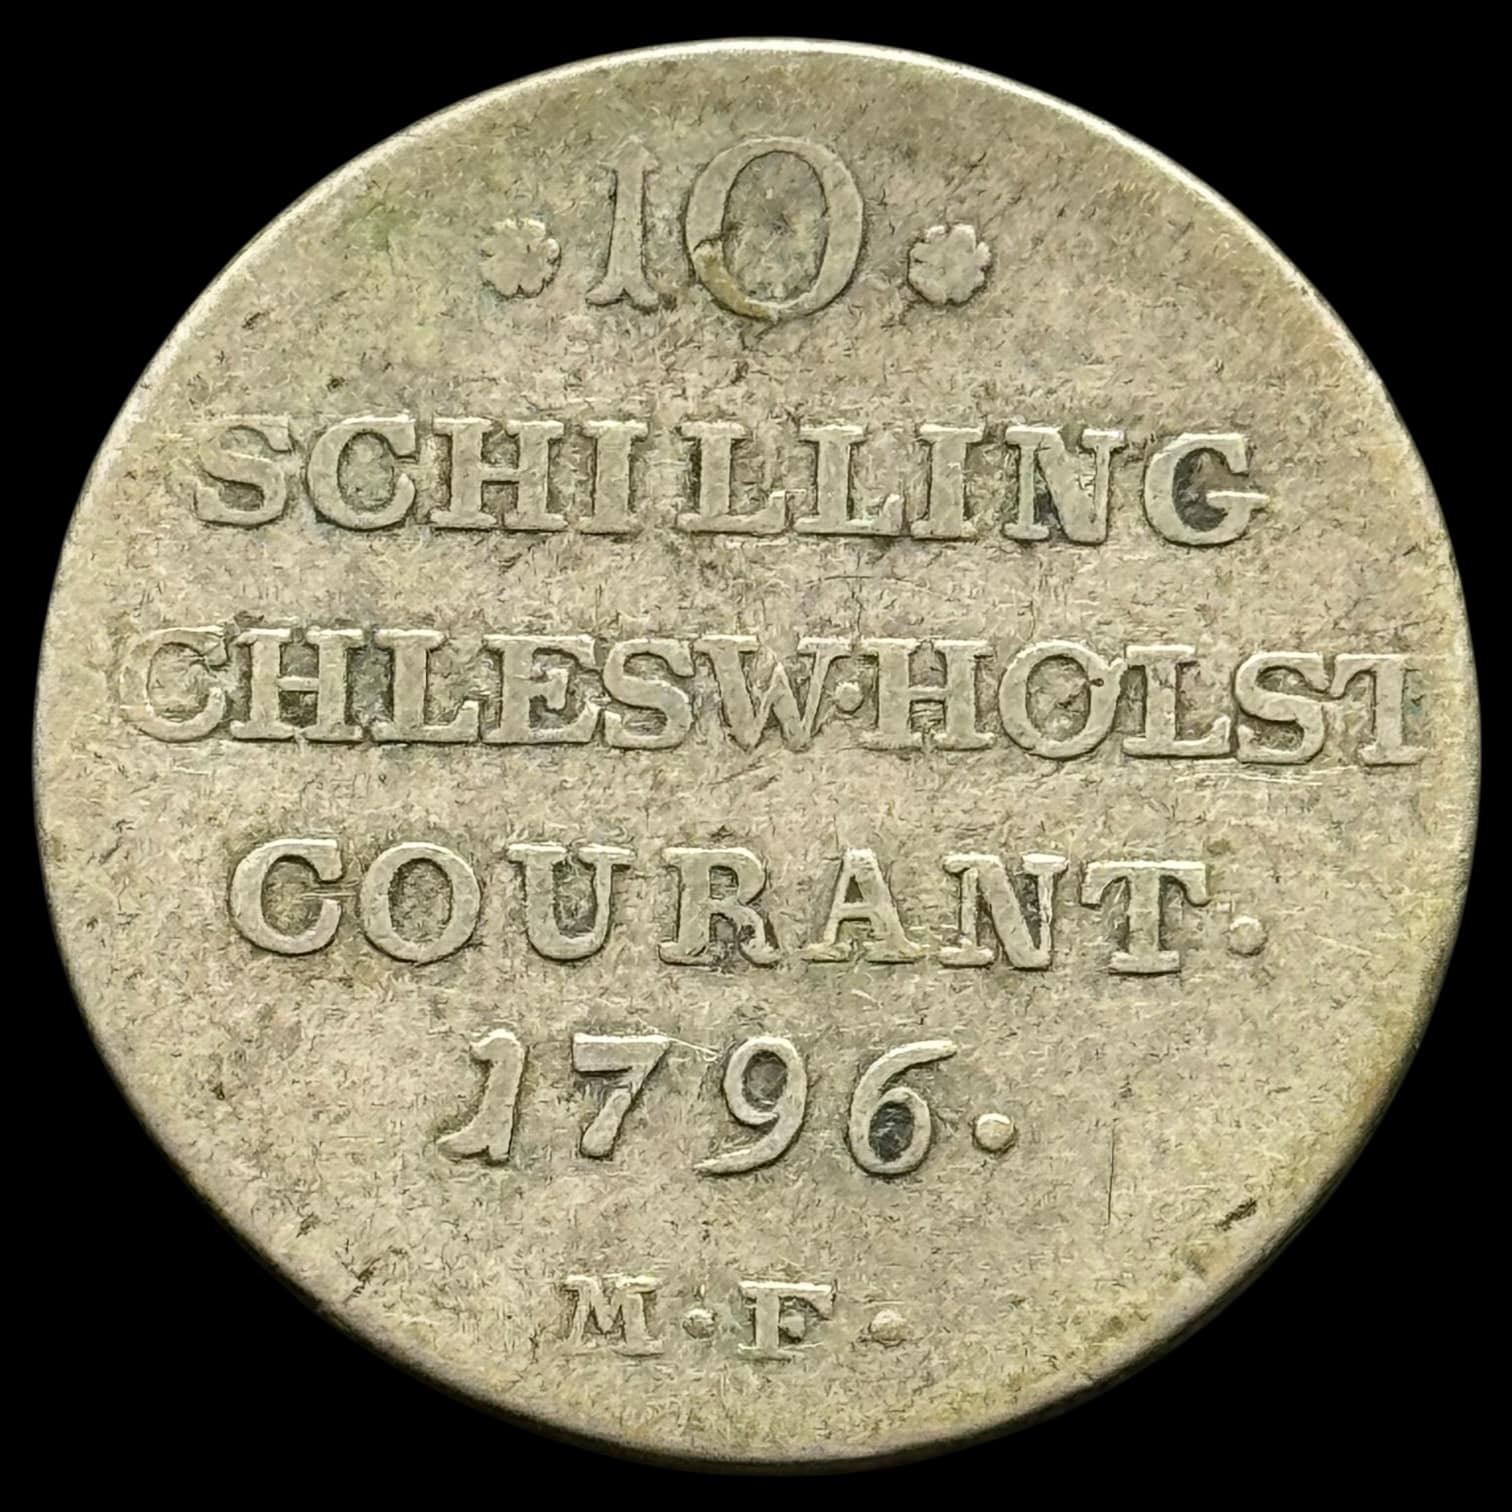 10
SCHILLING
CHLESW·HOLST
COURANT.
1796.
M·F·